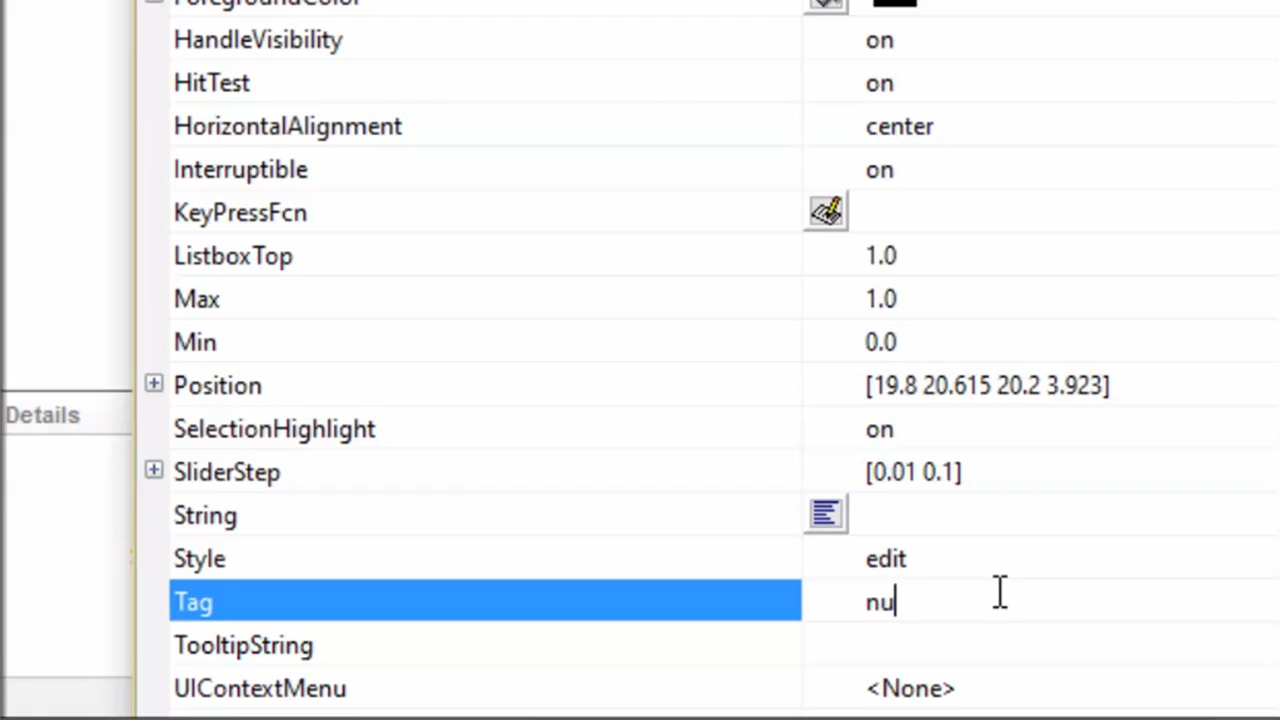 ForegroundColor
HandleVisibility on
HitTest on
HorizontalAlignment center
Interruptible on
KeyPressFcn
ListboxTop 1.0
Max 1.0
Min 0.0
Position [19.8 20.615 20.2 3.923]
Details
SelectionHighlight on
SliderStep [0.01 0.1]
String
Style edit
Tag nu
TooltipString
UIContextMenu <None>